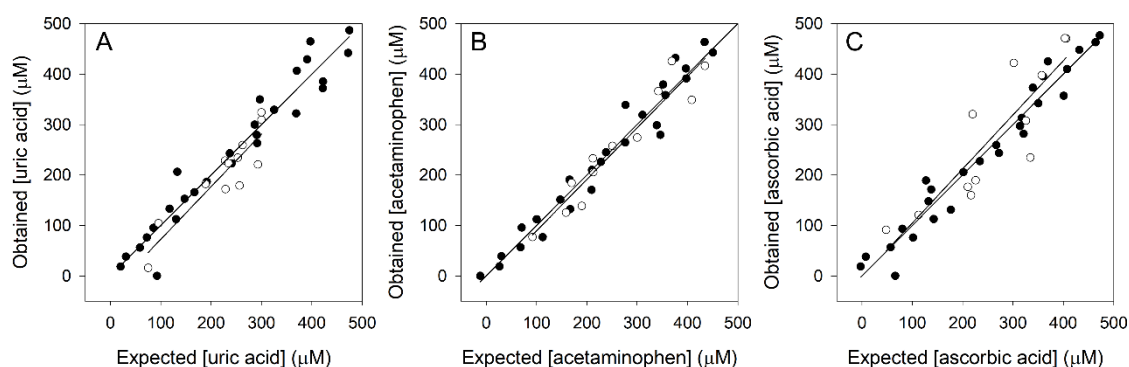 A
Obtained [uric acid] (μM)
500
400
300
200
100
0
0 100 200 300 400 500
Expected [uric acid] (μM)
B
Obtained [acetaminophen] (μM)
500
400
300
200
100
0
0 100 200 300 400 500
Expected [acetaminophen] (μM)
C
Obtained [ascorbic acid] (μM)
500
400
300
200
100
0
0 100 200 300 400 500
Expected [ascorbic acid] (μM)